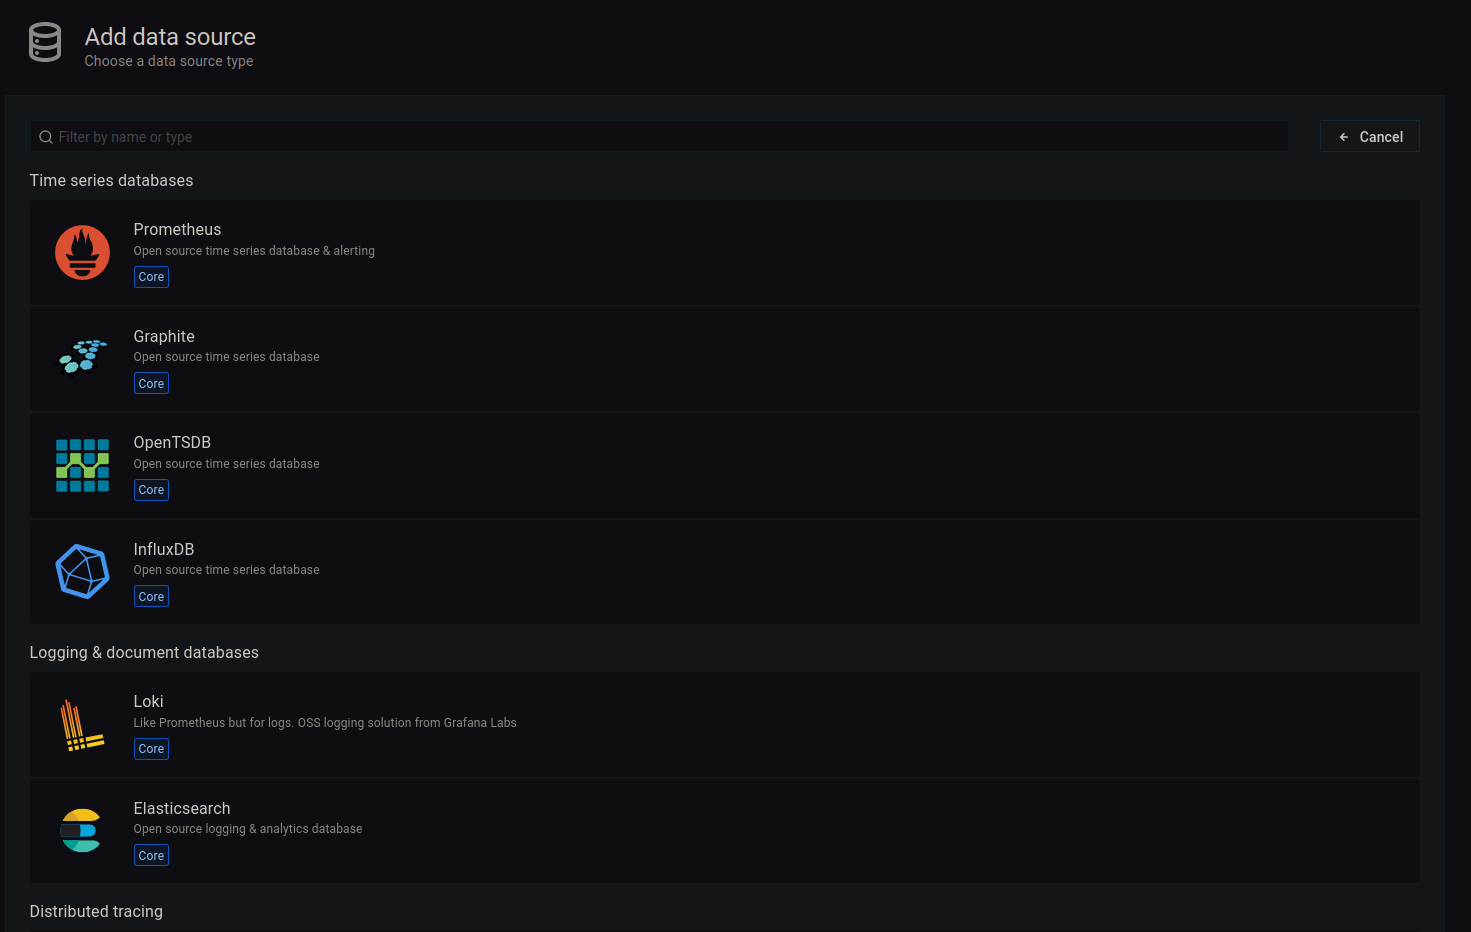 Add data source
Choose a data source type
Filter by name or type
Cancel
Time series databases
Prometheus
Open source time series database & alerting
Core
Graphite
Open source time series database
Core
OpenTSDB
Open source time series database
Core
InfluxDB
Open source time series database
Core
Logging & document databases
Loki
Like Prometheus but for logs. OSS logging solution from Grafana Labs
Core
Elasticsearch
Open source logging & analytics database
Core
Distributed tracing